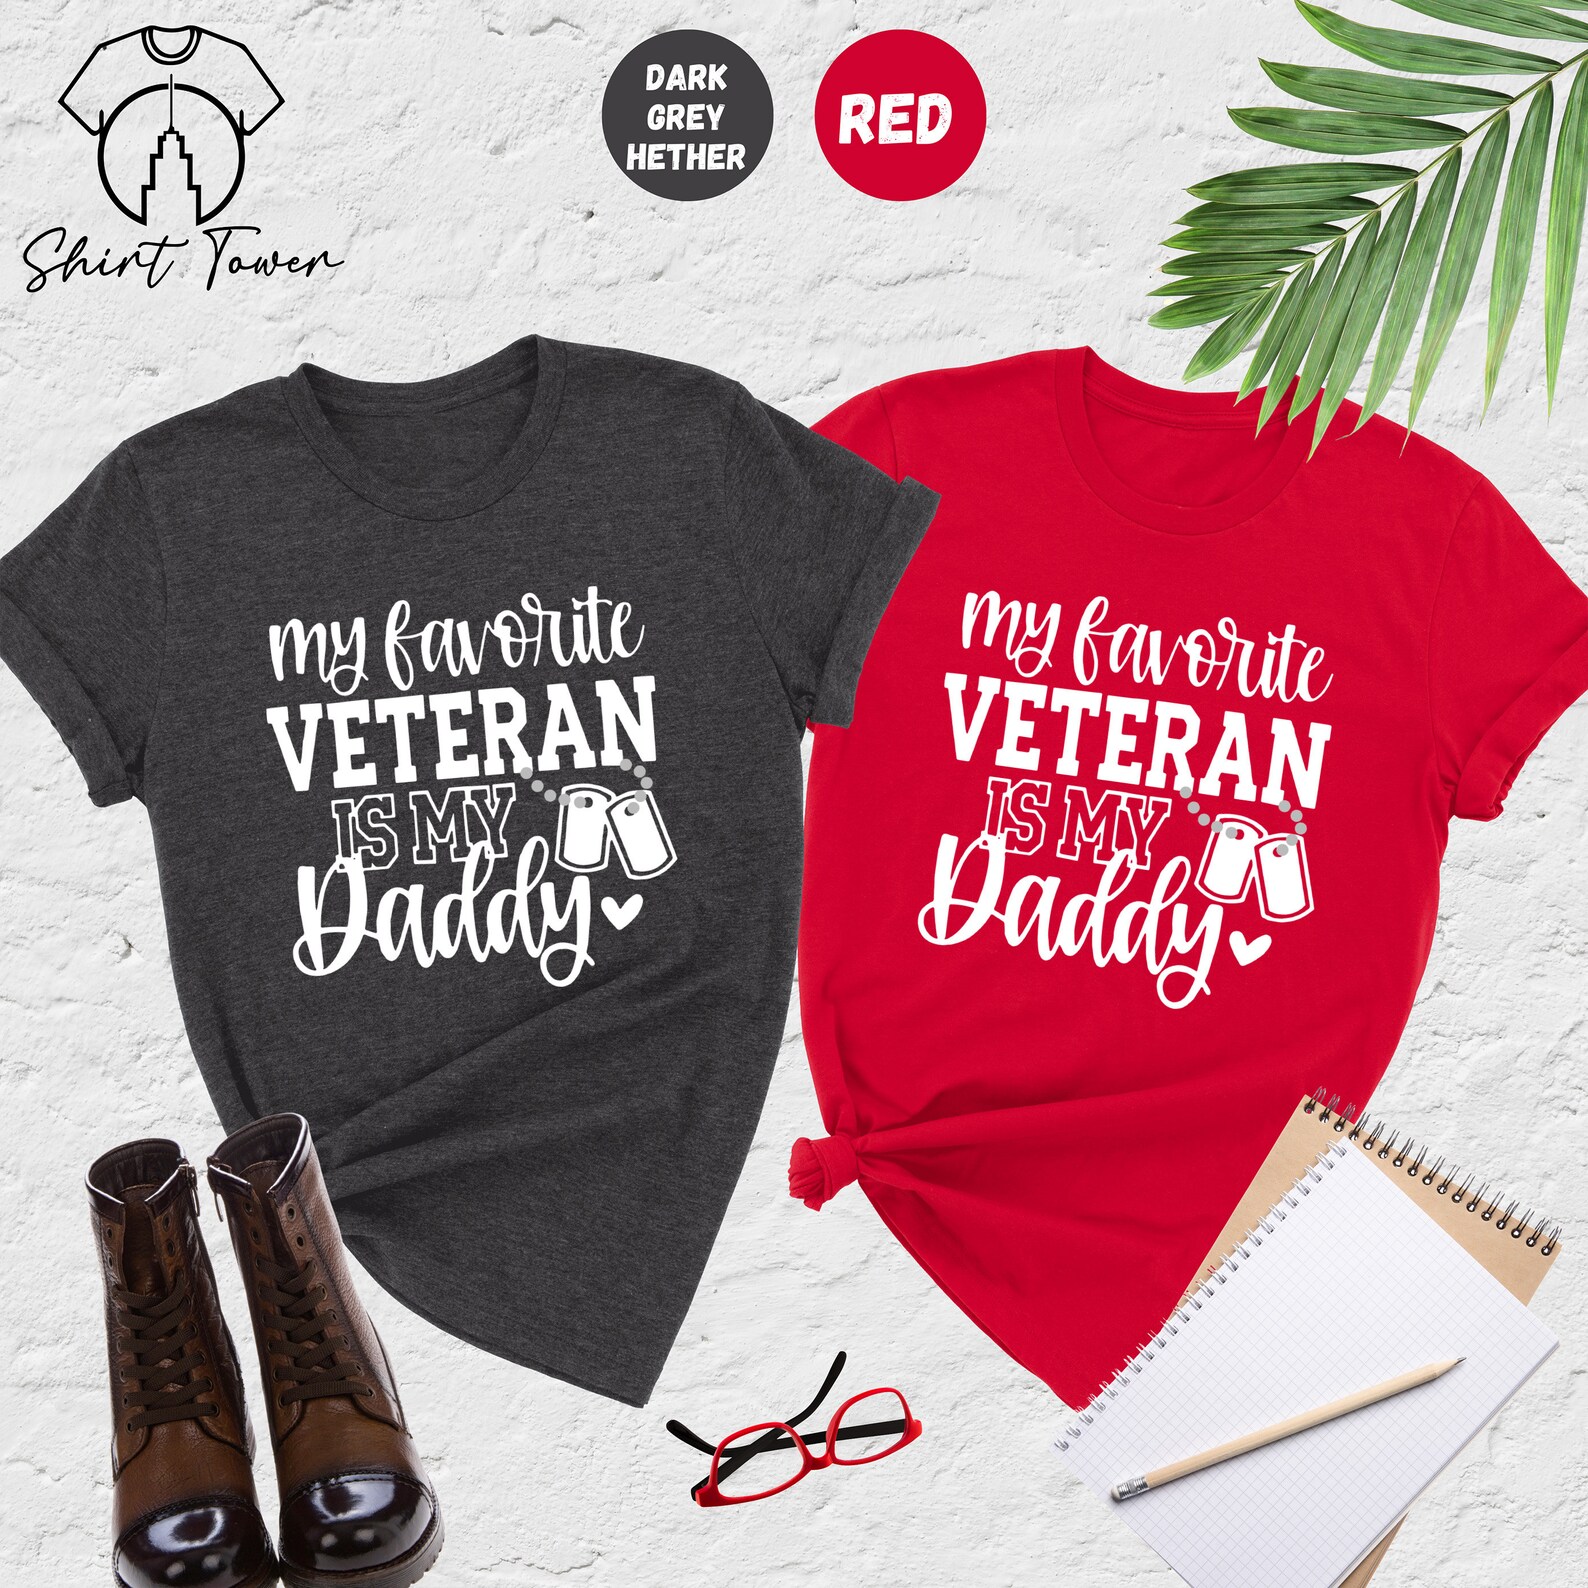 Shirt Tower
DARK
GREY
HETHER
RED
my favorite
VETERAN
IS MY
Daddy
my favorite
VETERAN
IS MY
Daddy